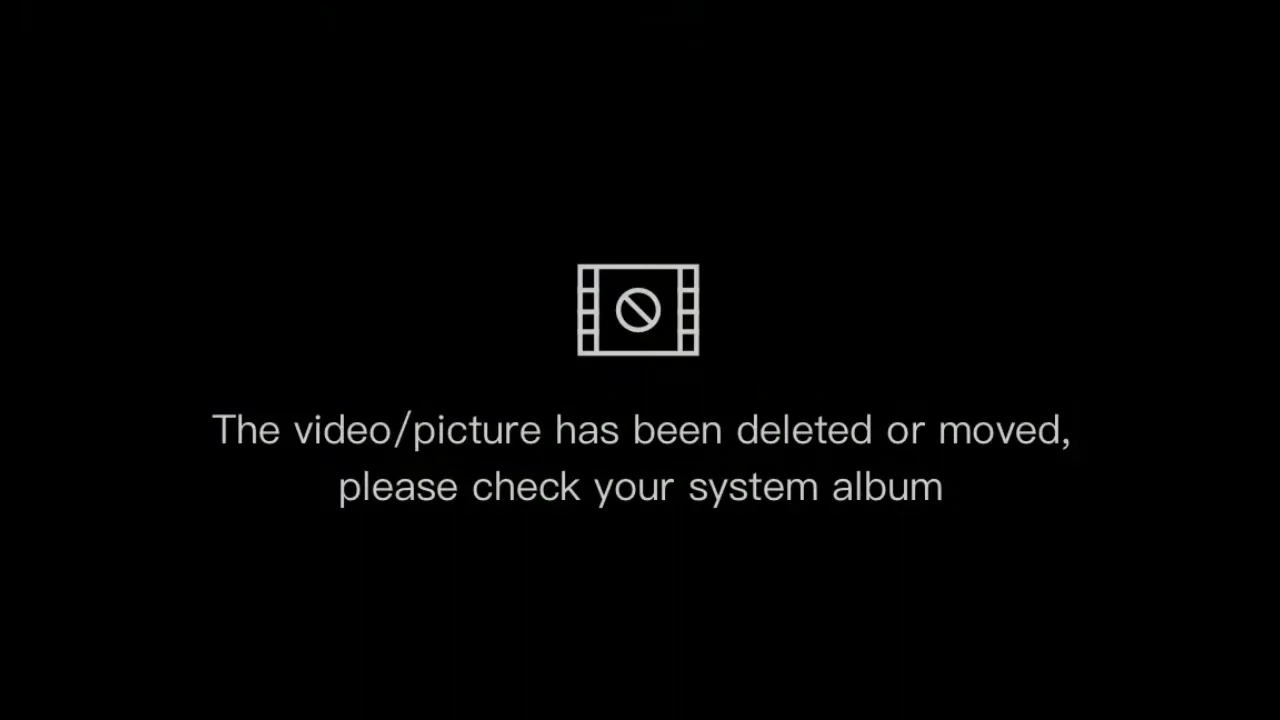 The video/picture has been deleted or moved,
please check your system album